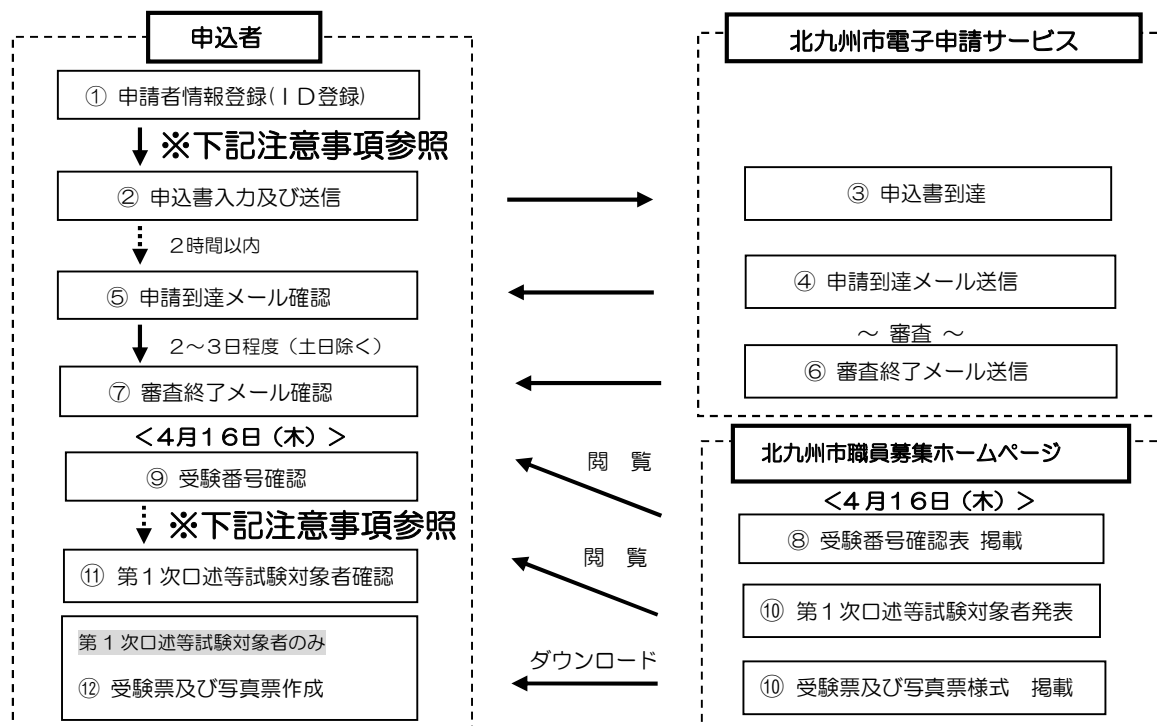 申込者
① 申請者情報登録(ＩＤ登録)
※下記注意事項参照
② 申込書入力及び送信
２時間以内
⑤ 申請到達メール確認
２～３日程度（土日除く）
⑦ 審査終了メール確認
＜４月１６日（木）＞
⑨ 受験番号確認
※下記注意事項参照
⑪ 第１次口述等試験対象者確認
第１次口述等試験対象者のみ
⑫ 受験票及び写真票作成
閲　覧
閲　覧
ダウンロード
北九州市電子申請サービス
③ 申込書到達
④ 申請到達メール送信
～ 審査 ～
⑥ 審査終了メール送信
北九州市職員募集ホームページ
＜４月１６日（木）＞
⑧ 受験番号確認表 掲載
⑩ 第１次口述等試験対象者発表
⑩ 受験票及び写真票様式　掲載